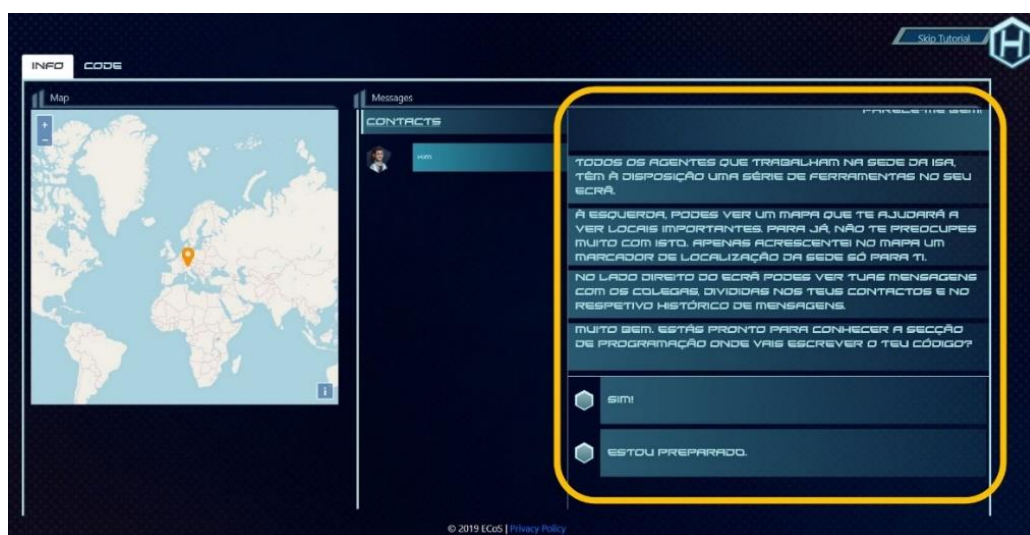 Skip Tutorial
H
INFO CODE
Map
Messages
+
-
CONTACTS
KIM
PARECE-ME BEM!
TODOS OS AGENTES QUE TRABALHAM NA SEDE DA ISA,
TÊM À DISPOSIÇÃO UMA SÉRIE DE FERRAMENTAS NO SEU
ECRÃ.
À ESQUERDA, PODES VER UM MAPA QUE TE AJUDARÁ A
VER LOCAIS IMPORTANTES. PARA JÁ, NÃO TE PREOCUPES
MUITO COM ISTO. APENAS ACRESCENTEI NO MAPA UM
MARCADOR DE LOCALIZAÇÃO DA SEDE SÓ PARA TI.
NO LADO DIREITO DO ECRÃ PODES VER TUAS MENSAGENS
COM OS COLEGAS, DIVIDIDAS NOS TEUS CONTACTOS E NO
RESPETIVO HISTÓRICO DE MENSAGENS.
MUITO BEM. ESTÁS PRONTO PARA CONHECER A SECÇÃO
DE PROGRAMAÇÃO ONDE VAIS ESCREVER O TEU CÓDIGO?
SIM!
ESTOU PREPARADO.
i
© 2019 ECoS | Privacy Policy